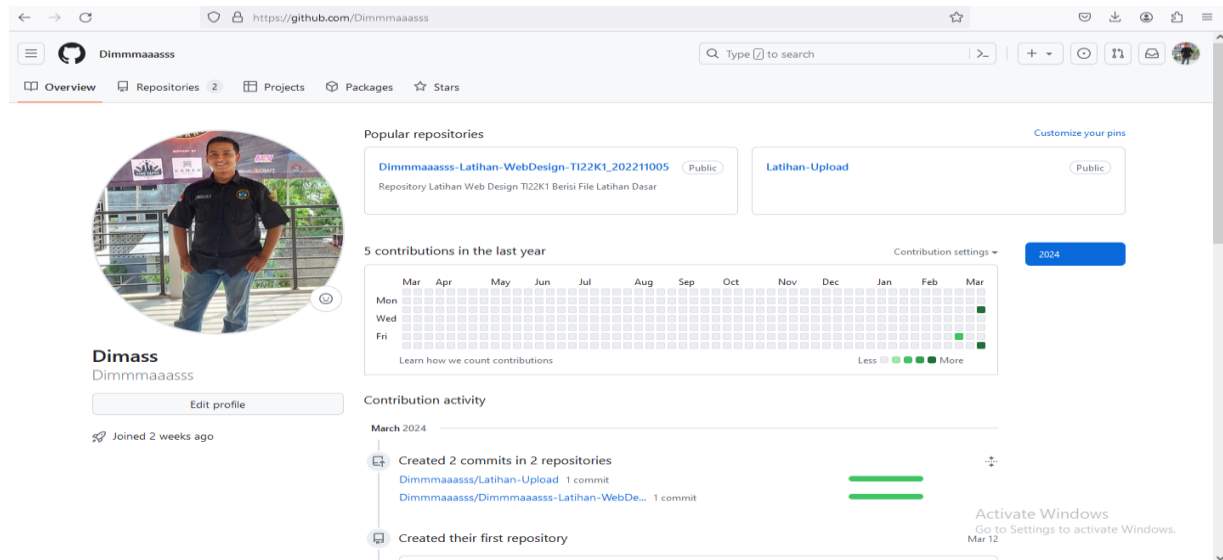 https://github.com/Dimmmaaasss
Dimmmaaasss
Type / to search
Overview Repositories 2 Projects Packages Stars
Popular repositories Customize your pins
Dimmmaaasss-Latihan-WebDesign-TI22K1_202211005 Public
Repository Latihan Web Design TI22K1 Berisi File Latihan Dasar
Latihan-Upload Public
5 contributions in the last year Contribution settings
2024
Mar Apr May Jun Jul Aug Sep Oct Nov Dec Jan Feb Mar
Mon
Wed
Fri
Learn how we count contributions Less More
Dimass
Dimmmaaasss
Edit profile
Joined 2 weeks ago
Contribution activity
March 2024
Created 2 commits in 2 repositories
Dimmmaaasss/Latihan-Upload 1 commit
Dimmmaaasss/Dimmmaaasss-Latihan-WebDe... 1 commit
Created their first repository Mar 12
Activate Windows
Go to Settings to activate Windows.